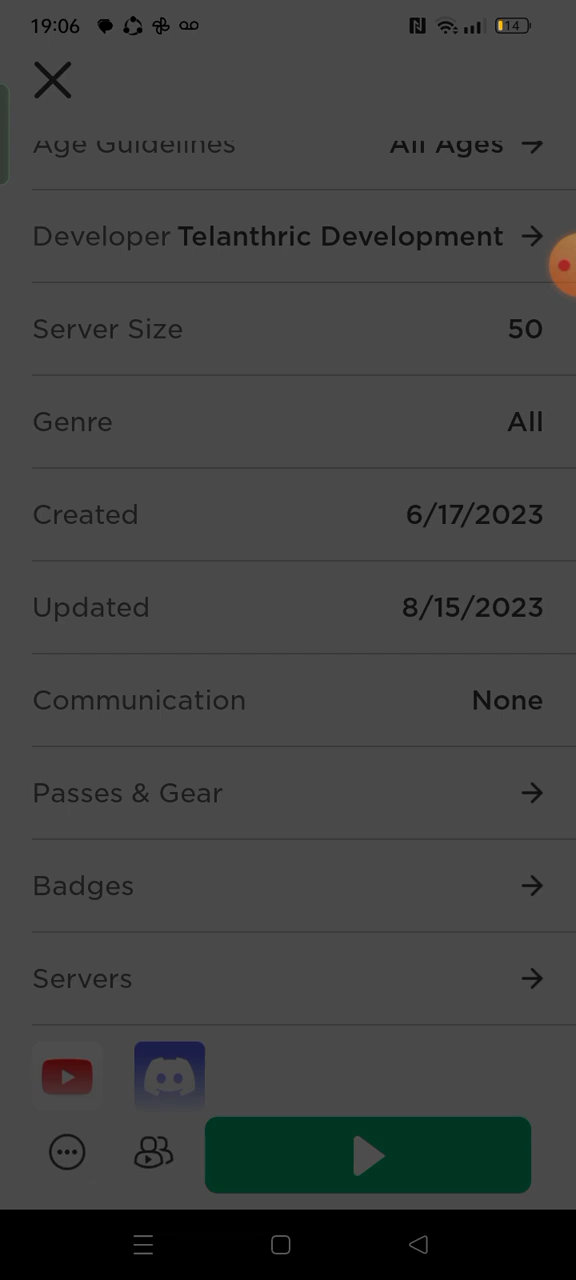 19:06 14
Age Guidelines All Ages
Developer Telanthric Development
Server Size 50
Genre All
Created 6/17/2023
Updated 8/15/2023
Communication None
Passes & Gear
Badges
Servers